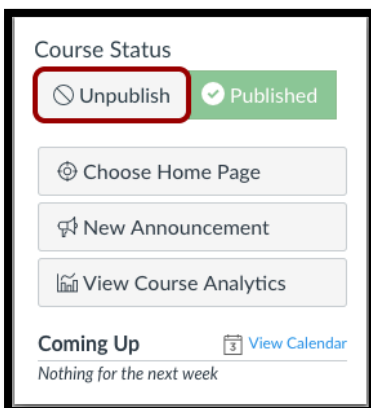 Course Status
Unpublish Published
Choose Home Page
New Announcement
View Course Analytics
Coming Up 3 View Calendar
Nothing for the next week